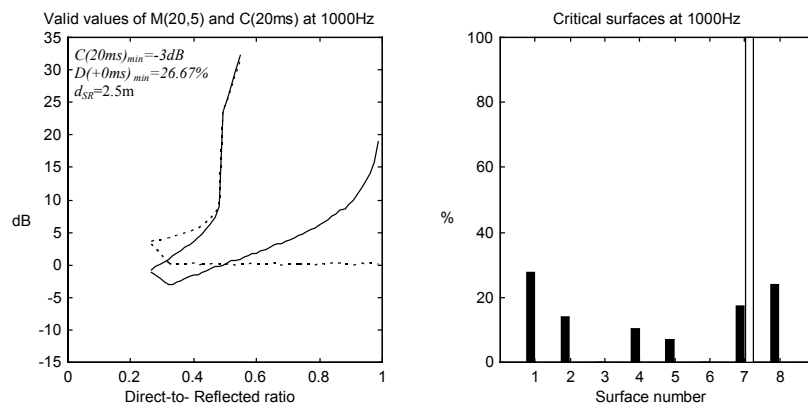 Valid values of M(20,5) and C(20ms) at 1000Hz
35
30
25
20
15
10
5
0
-5
-10
-15
dB
C(20ms)min=-3dB
D(+0ms) min=26.67%
dSR=2.5m
0 0.2 0.4 0.6 0.8 1
Direct-to- Reflected ratio
Critical surfaces at 1000Hz
100
80
60
40
20
0
%
1 2 3 4 5 6 7 8
Surface number